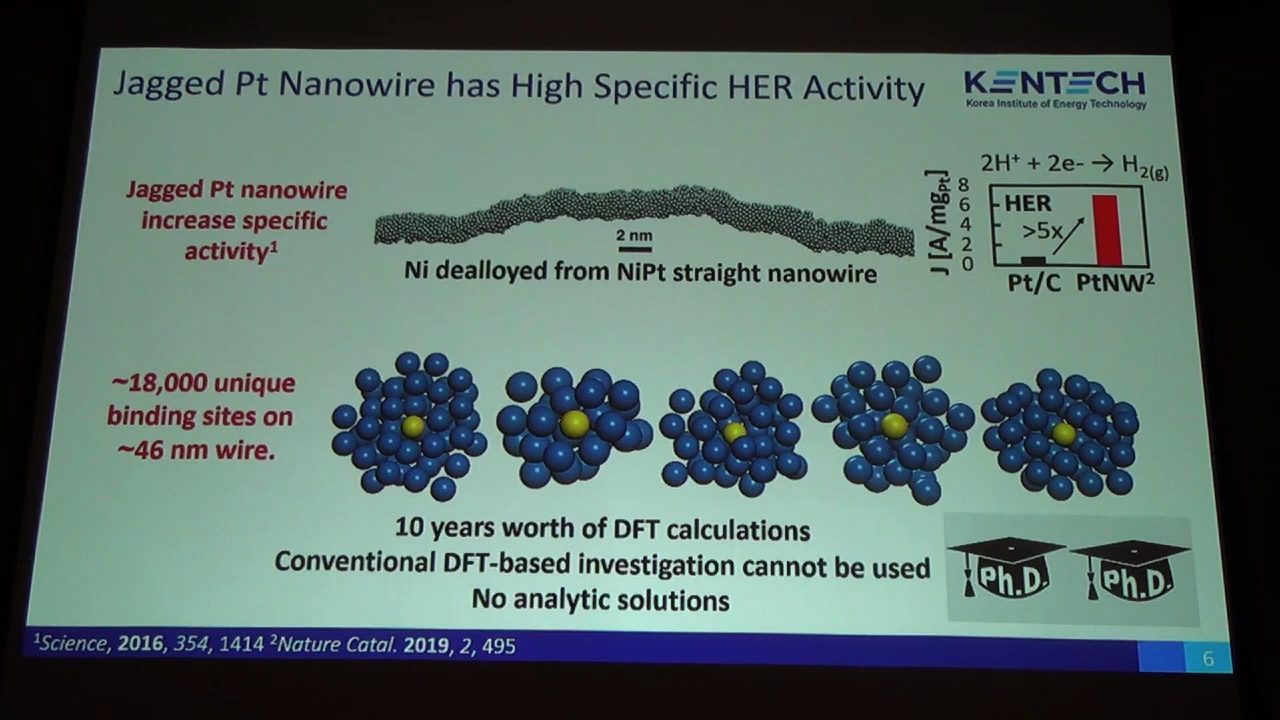 Jagged Pt Nanowire has High Specific HER Activity
KENTECH
Korea Institute of Energy Technology
Jagged Pt nanowire
increase specific
activity¹
2 nm
Ni dealloyed from NiPt straight nanowire
2H⁺ + 2e- → H₂(g)
J [A/mgPt]
8
6
4
2
0
HER
>5x
Pt/C PtNW²
~18,000 unique
binding sites on
~46 nm wire.
10 years worth of DFT calculations
Conventional DFT-based investigation cannot be used
No analytic solutions
Ph.D. Ph.D.
¹Science, 2016, 354, 1414 ²Nature Catal. 2019, 2, 495
6